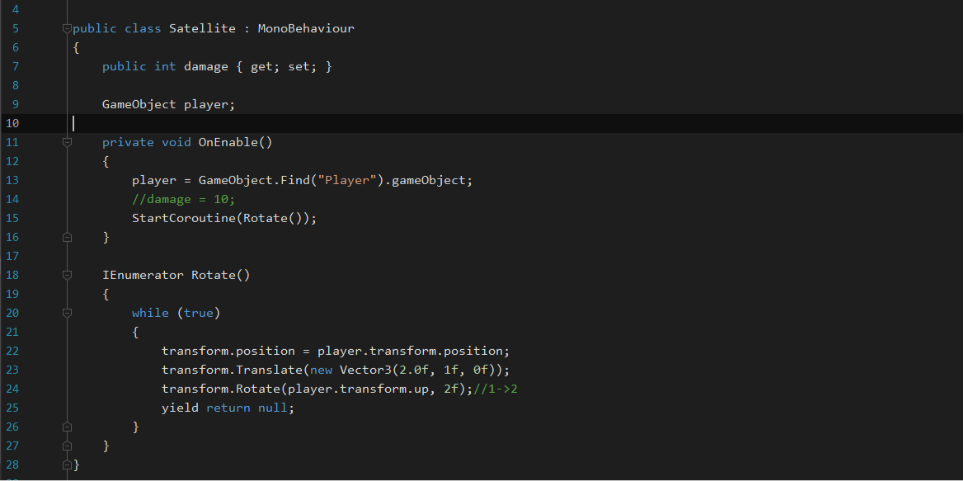 4
5 public class Satellite : MonoBehaviour
6 {
7 public int damage { get; set; }
8
9 GameObject player;
10
11 private void OnEnable()
12 {
13 player = GameObject.Find("Player").gameObject;
14 //damage = 10;
15 StartCoroutine(Rotate());
16 }
17
18 IEnumerator Rotate()
19 {
20 while (true)
21 {
22 transform.position = player.transform.position;
23 transform.Translate(new Vector3(2.0f, 1f, 0f));
24 transform.Rotate(player.transform.up, 2f);//1->2
25 yield return null;
26 }
27 }
28 }